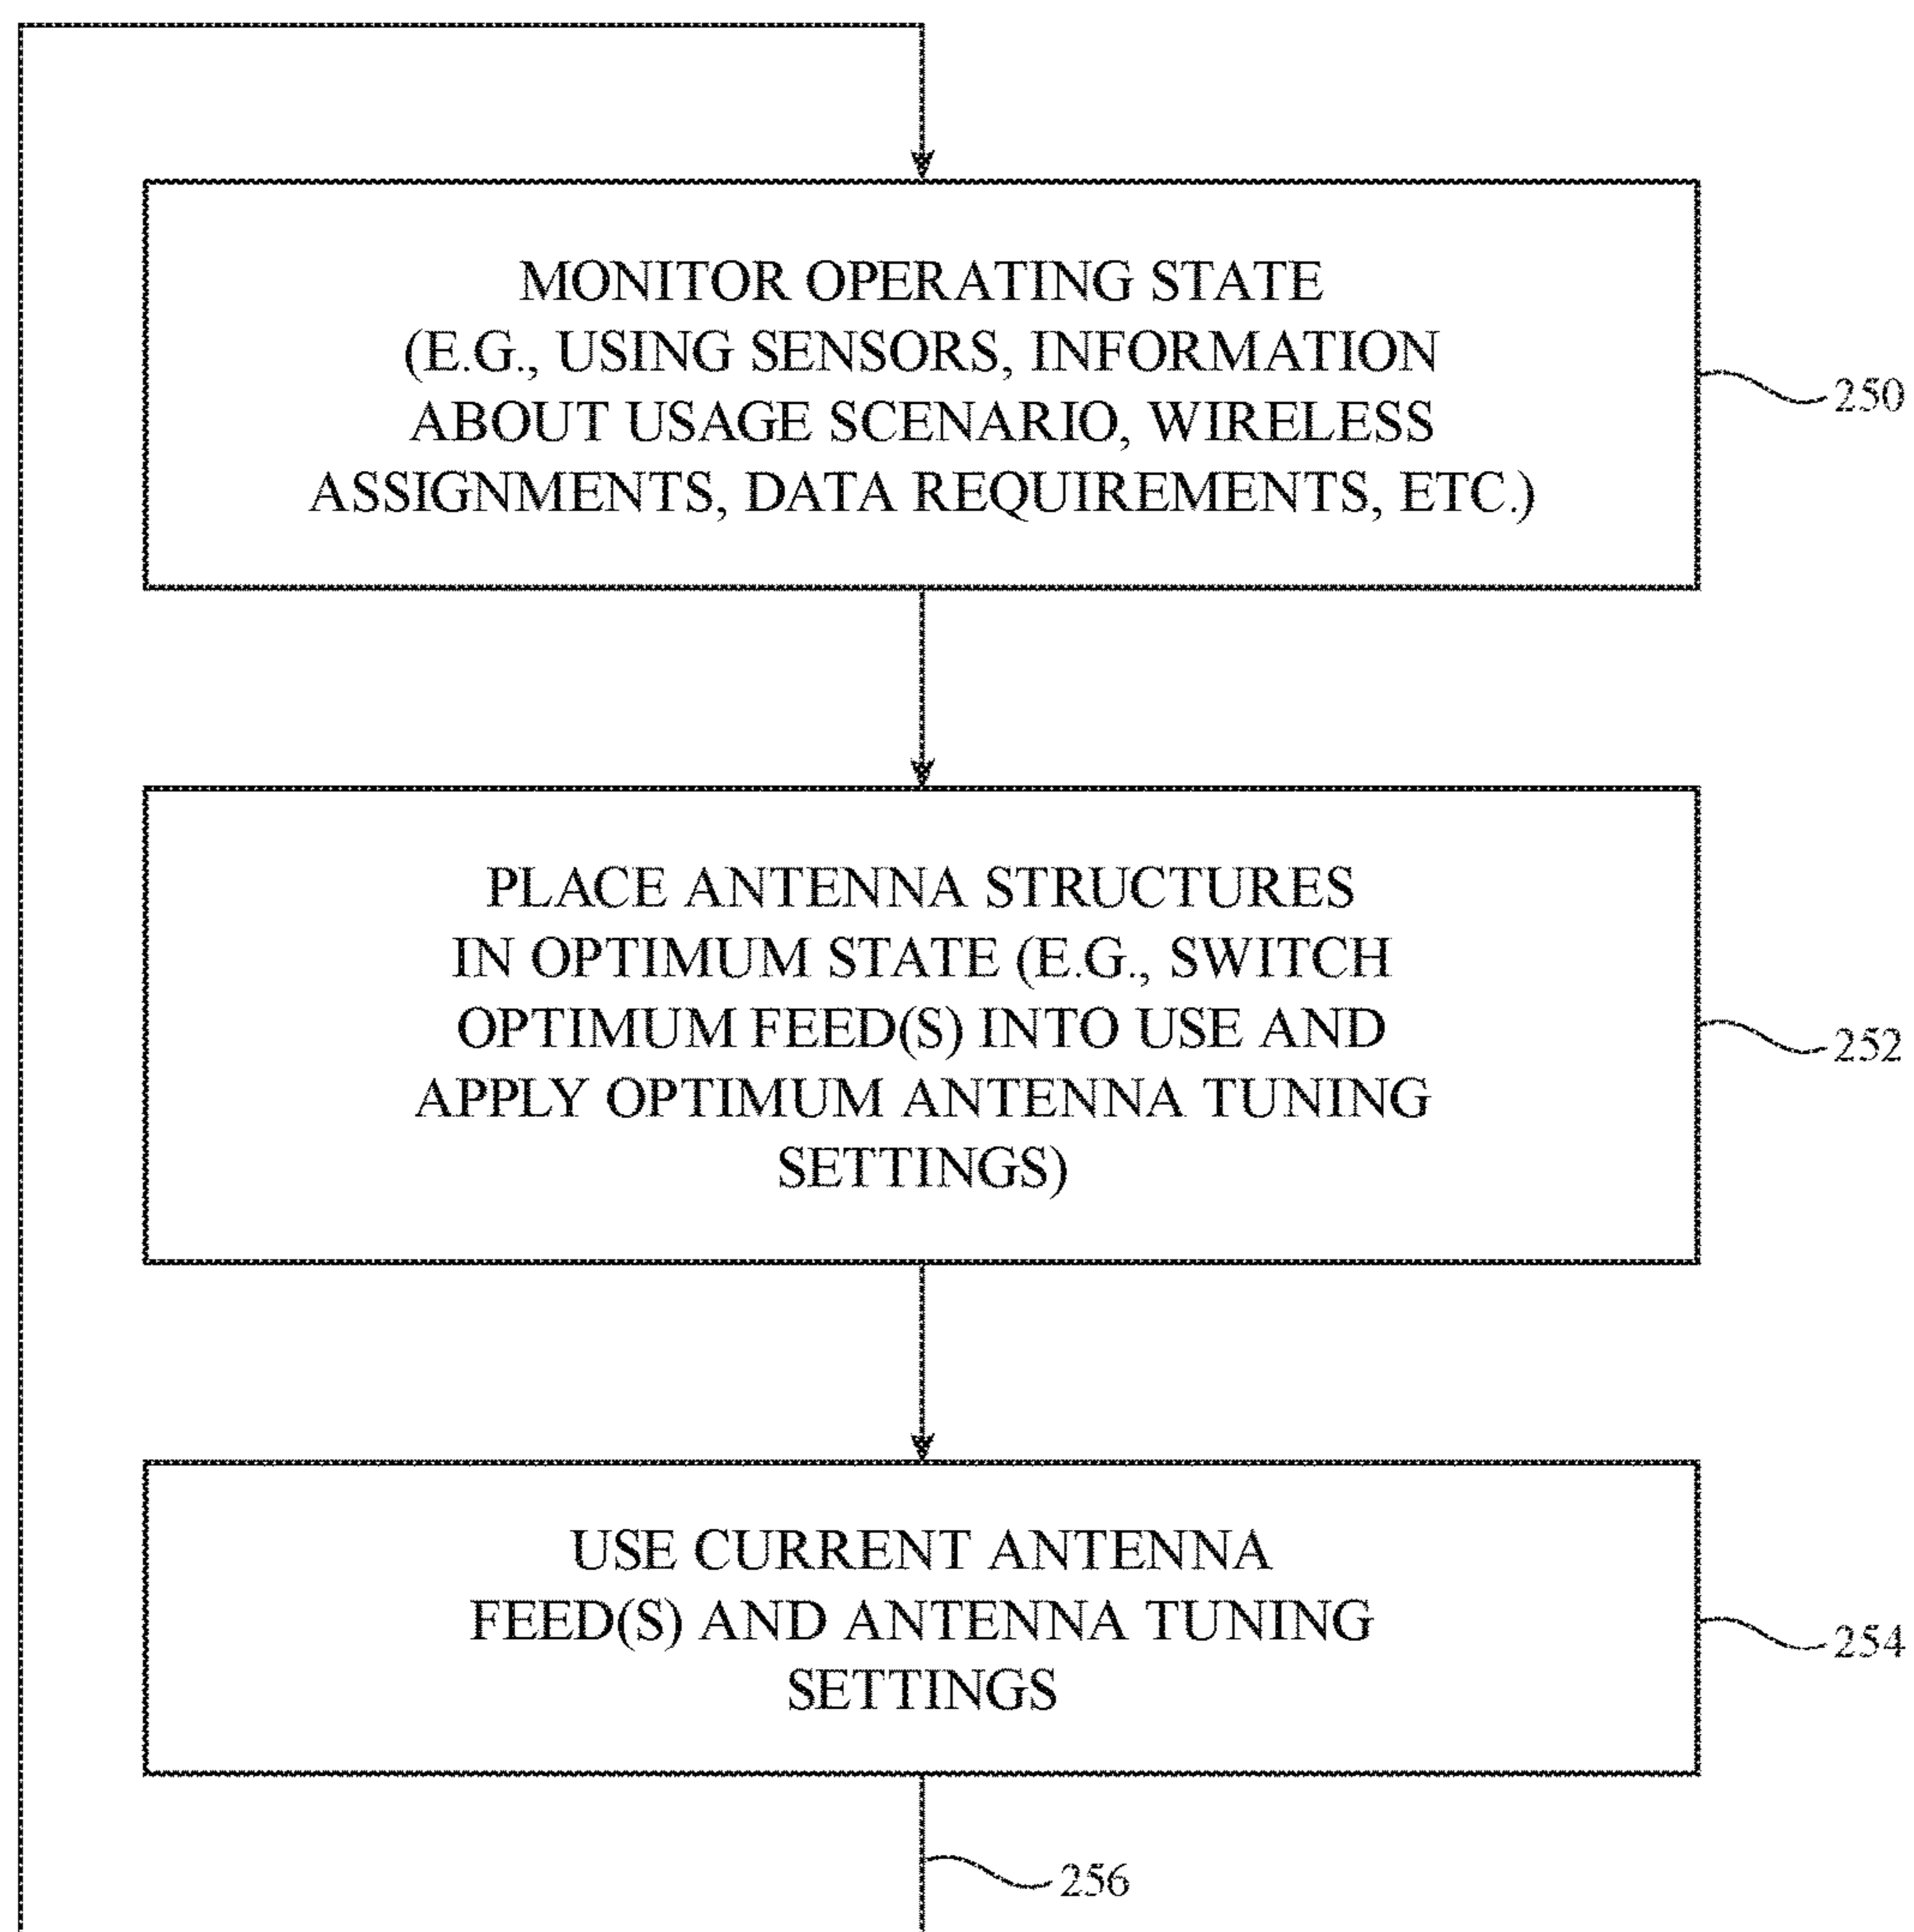 MONITOR OPERATING STATE
(E.G., USING SENSORS, INFORMATION
ABOUT USAGE SCENARIO, WIRELESS
ASSIGNMENTS, DATA REQUIREMENTS, ETC.)
250
PLACE ANTENNA STRUCTURES
IN OPTIMUM STATE (E.G., SWITCH
OPTIMUM FEED(S) INTO USE AND
APPLY OPTIMUM ANTENNA TUNING
SETTINGS)
252
USE CURRENT ANTENNA
FEED(S) AND ANTENNA TUNING
SETTINGS
254
256